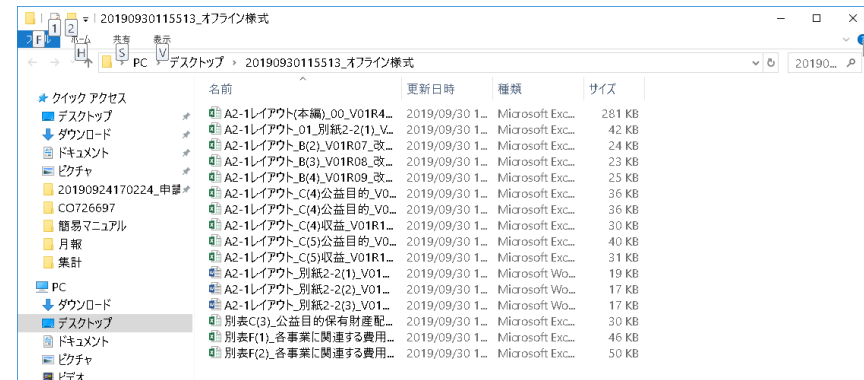 20190930115513_オフライン様式
1 2
F ホーム 共有 表示
H S V
PC デスクトップ 20190930115513_オフライン様式 20190...
名前 更新日時 種類 サイズ
クイック アクセス
デスクトップ
ダウンロード
ドキュメント
ピクチャ
20190924170224_申請
CO726697
簡易マニュアル
月報
集計
PC
ダウンロード
デスクトップ
ドキュメント
ピクチャ
ビデオ
A2-1レイアウト(本編)_00_V01R4... 2019/09/30 1... Microsoft Exc... 281 KB
A2-1レイアウト_01_別紙2-2(1)_V... 2019/09/30 1... Microsoft Exc... 42 KB
A2-1レイアウト_B(2)_V01R07_改... 2019/09/30 1... Microsoft Exc... 24 KB
A2-1レイアウト_B(3)_V01R08_改... 2019/09/30 1... Microsoft Exc... 23 KB
A2-1レイアウト_B(4)_V01R09_改... 2019/09/30 1... Microsoft Exc... 25 KB
A2-1レイアウト_C(4)公益目的_V0... 2019/09/30 1... Microsoft Exc... 36 KB
A2-1レイアウト_C(4)公益目的_V0... 2019/09/30 1... Microsoft Exc... 36 KB
A2-1レイアウト_C(4)収益_V01R1... 2019/09/30 1... Microsoft Exc... 30 KB
A2-1レイアウト_C(5)公益目的_V0... 2019/09/30 1... Microsoft Exc... 40 KB
A2-1レイアウト_C(5)収益_V01R1... 2019/09/30 1... Microsoft Exc... 31 KB
A2-1レイアウト_別紙2-2(1)_V01... 2019/09/30 1... Microsoft Wo... 19 KB
A2-1レイアウト_別紙2-2(2)_V01... 2019/09/30 1... Microsoft Wo... 17 KB
A2-1レイアウト_別紙2-2(3)_V01... 2019/09/30 1... Microsoft Wo... 17 KB
別表C(3)_公益目的保有財産配... 2019/09/30 1... Microsoft Exc... 30 KB
別表F(1)_各事業に関連する費用... 2019/09/30 1... Microsoft Exc... 46 KB
別表F(2)_各事業に関連する費用... 2019/09/30 1... Microsoft Exc... 50 KB